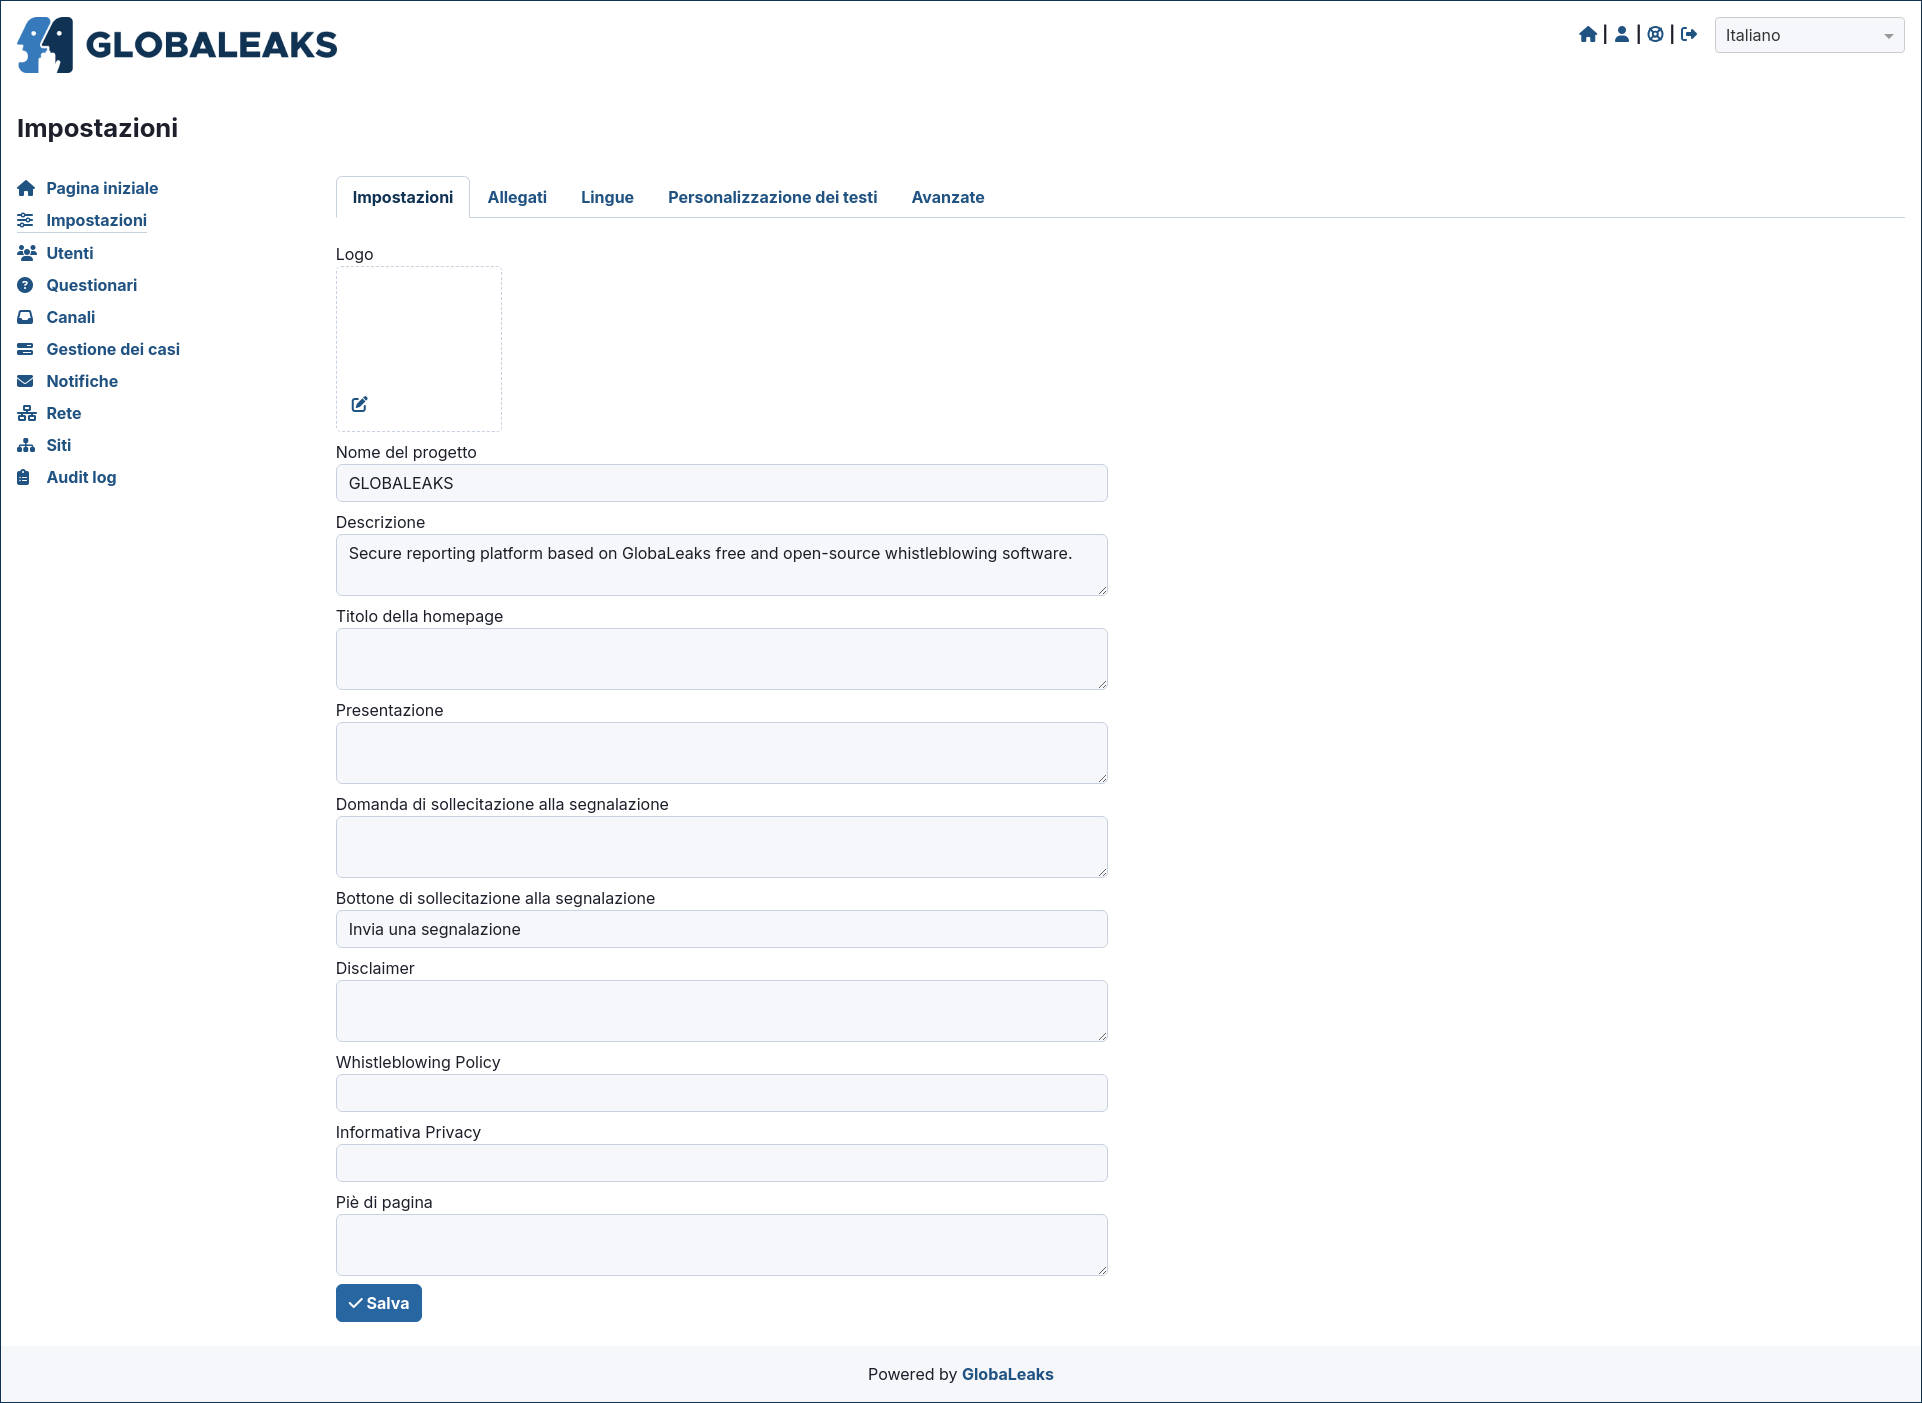 GLOBALEAKS
Italiano
Impostazioni
Pagina iniziale
Impostazioni
Utenti
Questionari
Canali
Gestione dei casi
Notifiche
Rete
Siti
Audit log
Impostazioni Allegati Lingue Personalizzazione dei testi Avanzate
Logo
Nome del progetto
GLOBALEAKS
Descrizione
Secure reporting platform based on GlobaLeaks free and open-source whistleblowing software.
Titolo della homepage
Presentazione
Domanda di sollecitazione alla segnalazione
Bottone di sollecitazione alla segnalazione
Invia una segnalazione
Disclaimer
Whistleblowing Policy
Informativa Privacy
Piè di pagina
Salva
Powered by GlobaLeaks